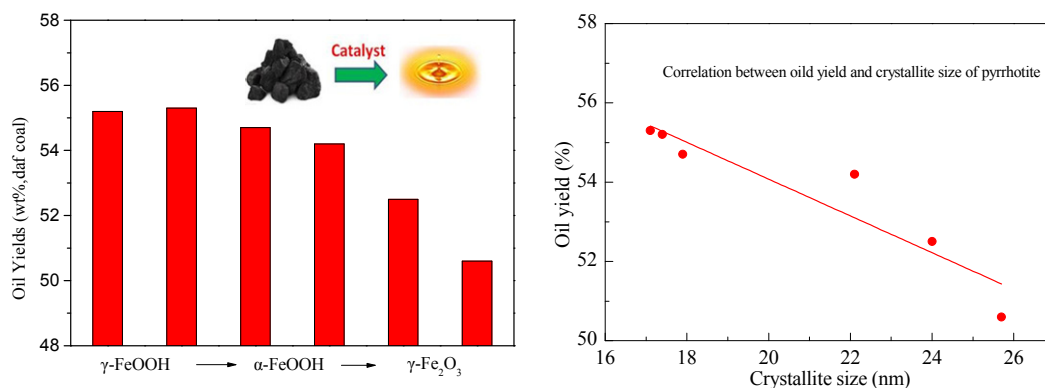 58
56
54
52
50
48
Oil Yields (wt%,daf coal)
Catalyst
γ-FeOOH → α-FeOOH → γ-Fe₂O₃
58
56
54
52
50
Oil yield (%)
Correlation between oild yield and crystallite size of pyrrhotite
16 18 20 22 24 26
Crystallite size (nm)